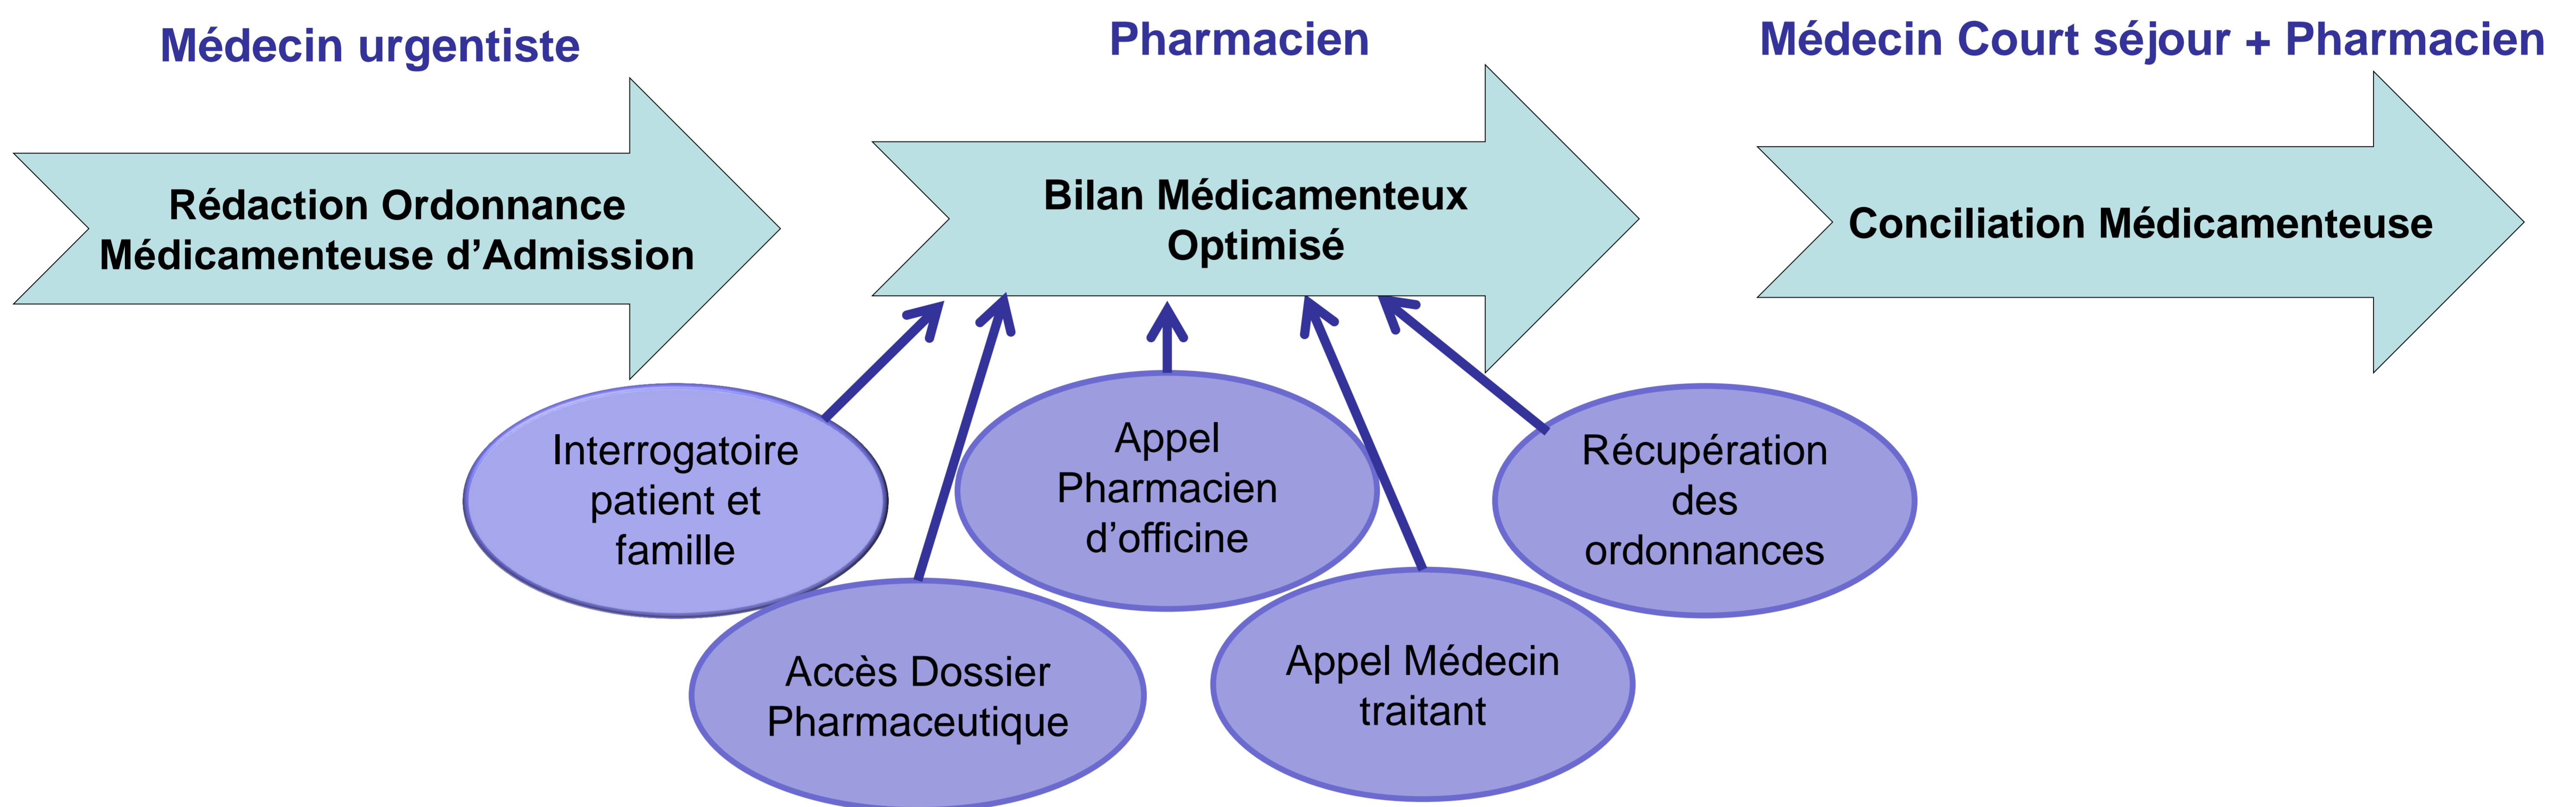 Médecin urgentiste
Pharmacien
Médecin Court séjour + Pharmacien
Rédaction Ordonnance
Médicamenteuse d’Admission
Bilan Médicamenteux
Optimisé
Conciliation Médicamenteuse
Interrogatoire
patient et
famille
Accès Dossier
Pharmaceutique
Appel
Pharmacien
d’officine
Appel Médecin
traitant
Récupération
des
ordonnances